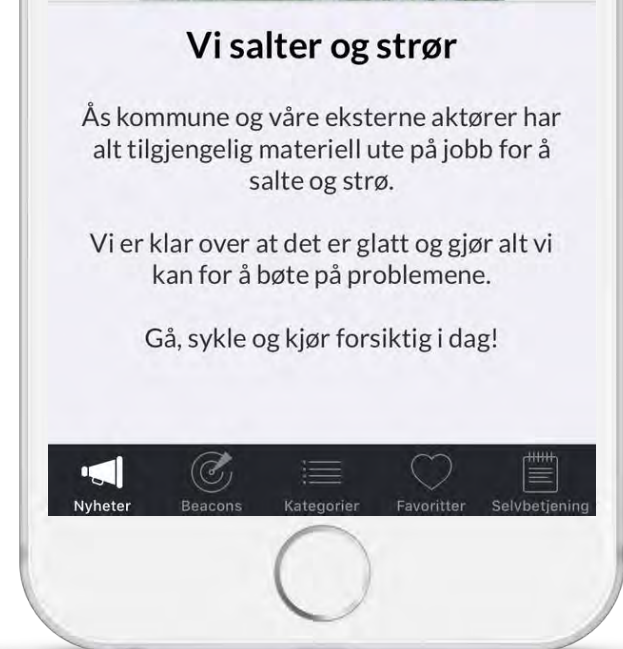 Vi salter og strør
Ås kommune og våre eksterne aktører har
alt tilgjengelig materiell ute på jobb for å
salte og strø.
Vi er klar over at det er glatt og gjør alt vi
kan for å bøte på problemene.
Gå, sykle og kjør forsiktig i dag!
Nyheter Beacons Kategorier Favoritter Selvbetjening